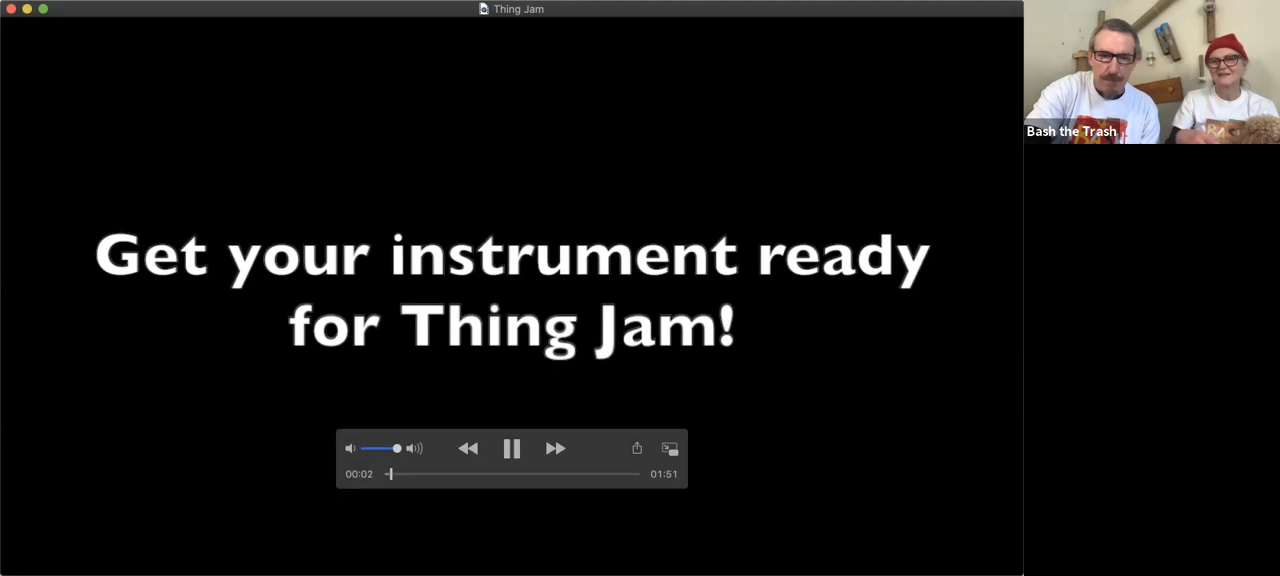 Thing Jam
Bash the Trash
Get your instrument ready
for Thing Jam!
00:02
01:51